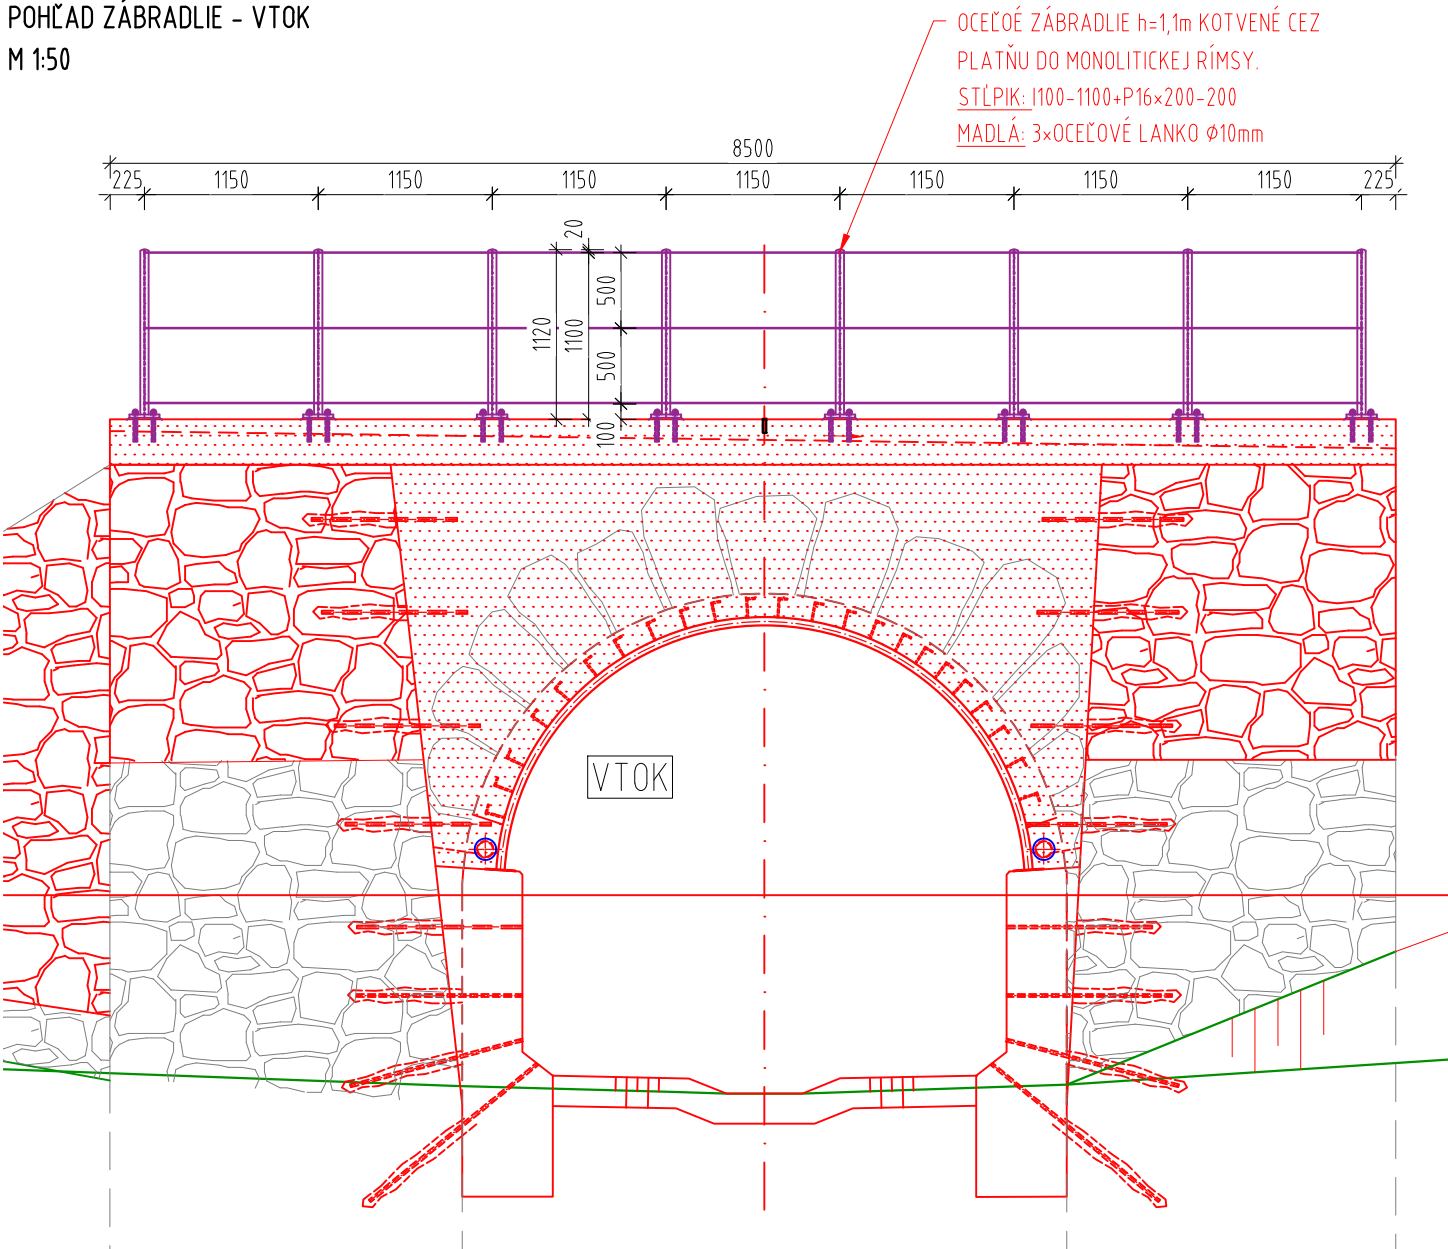 POHĽAD ZÁBRADLIE - VTOK
M 1:50
OCEĽOÉ ZÁBRADLIE h=1,1m KOTVENÉ CEZ
PLATŇU DO MONOLITICKEJ RÍMSY.
STĹPIK: I100-1100+P16×200-200
MADLÁ: 3×OCEĽOVÉ LANKO Ø10mm
8500
225 1150 1150 1150 1150 1150 1150 1150 225
20
1120
1100
500
500
100
VTOK